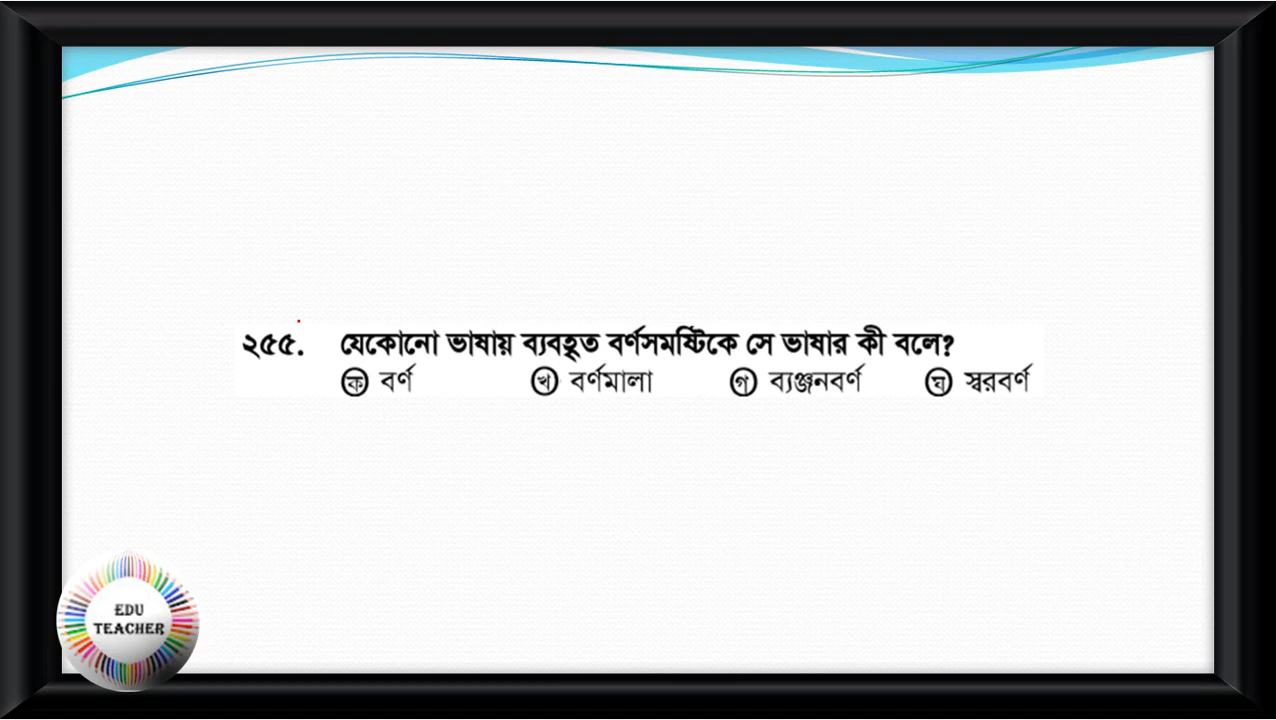 ২৫৫. যেকোনো ভাষায় ব্যবহৃত বর্ণসমষ্টিকে সে ভাষার কী বলে?
ক বর্ণ খ বর্ণমালা গ ব্যঞ্জনবর্ণ ঘ স্বরবর্ণ
EDU
TEACHER